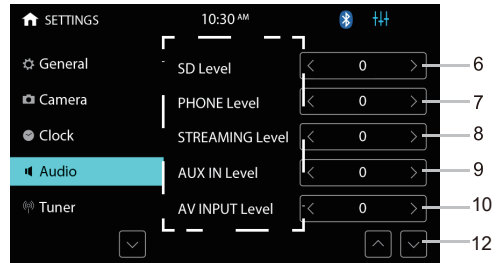 SETTINGS 10:30 AM
General SD Level 0 6
Camera PHONE Level 0 7
Clock STREAMING Level 0 8
Audio AUX IN Level 0 9
Tuner AV INPUT Level 0 10
12